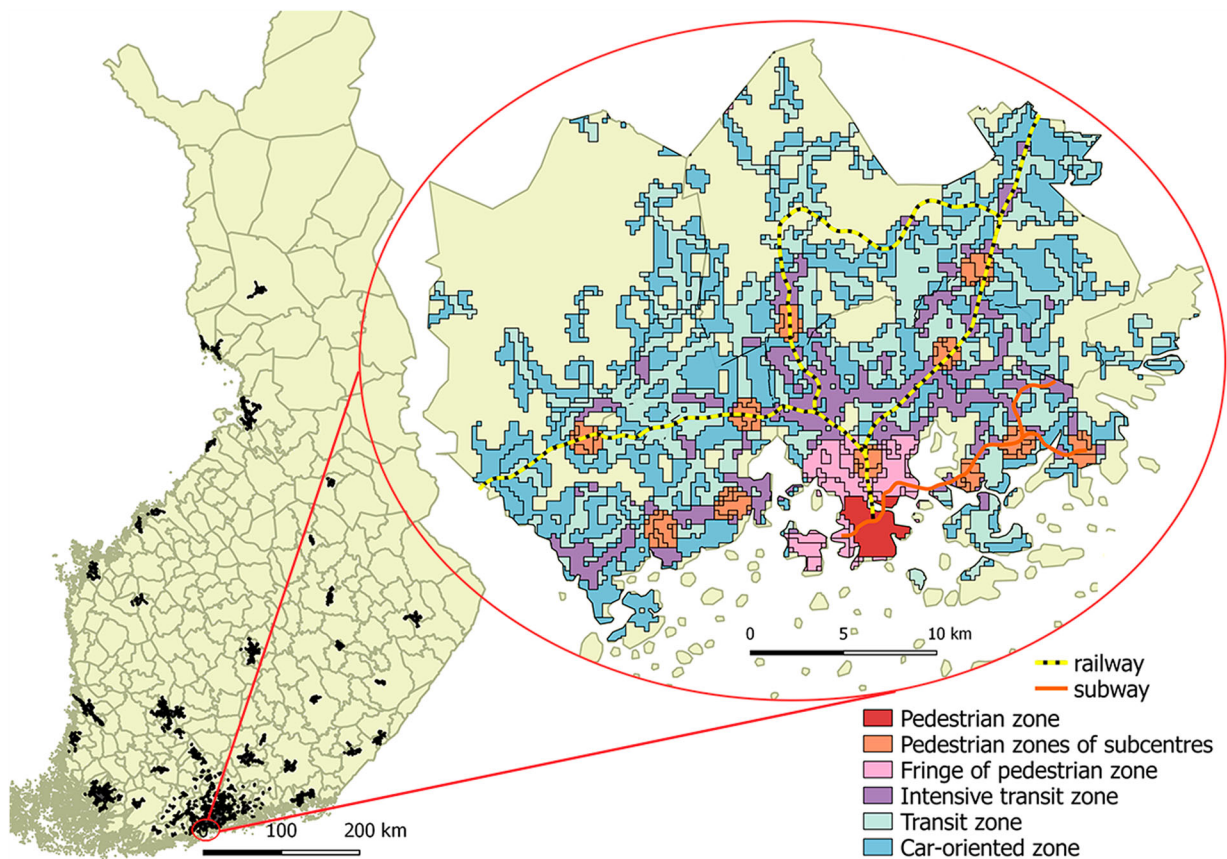 0 5 10 km
railway
subway
Pedestrian zone
Pedestrian zones of subcentres
Fringe of pedestrian zone
Intensive transit zone
Transit zone
Car-oriented zone
0 100 200 km